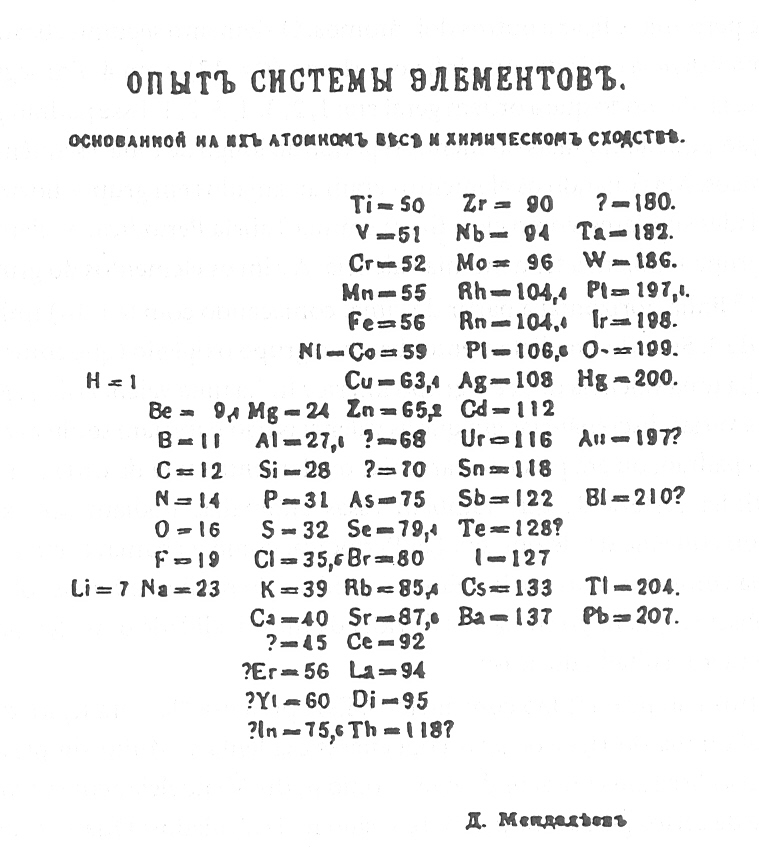 ОПЫТЪ СИСТЕМЫ ЭЛЕМЕНТОВЪ.
ОСНОВАННОЙ НА ИХЪ АТОМНОМЪ ВѢСѢ И ХИМИЧЕСКОМЪ СХОДСТВѢ.
Ti = 50 Zr = 90 ? = 180.
V = 51 Nb = 94 Ta = 182.
Cr = 52 Mo = 96 W = 186.
Mn = 55 Rh = 104,4 Pt = 197,1.
Fe = 56 Rn = 104,4 Ir = 198.
Ni = Co = 59 Pl = 106,6 O- = 199.
H = 1 Cu = 63,4 Ag = 108 Hg = 200.
Be = 9,4 Mg = 24 Zn = 65,2 Cd = 112
B = 11 Al = 27,4 ? = 68 Ur = 116 Au = 197?
C = 12 Si = 28 ? = 70 Sn = 118
N = 14 P = 31 As = 75 Sb = 122 Bi = 210?
O = 16 S = 32 Se = 79,4 Te = 128?
F = 19 Cl = 35,5 Br = 80 I = 127
Li = 7 Na = 23 K = 39 Rb = 85,4 Cs = 133 Tl = 204.
Ca = 40 Sr = 87,6 Ba = 137 Pb = 207.
? = 45 Ce = 92
?Er = 56 La = 94
?Yt = 60 Di = 95
?In = 75,6 Th = 118?
Д. Менделѣевъ